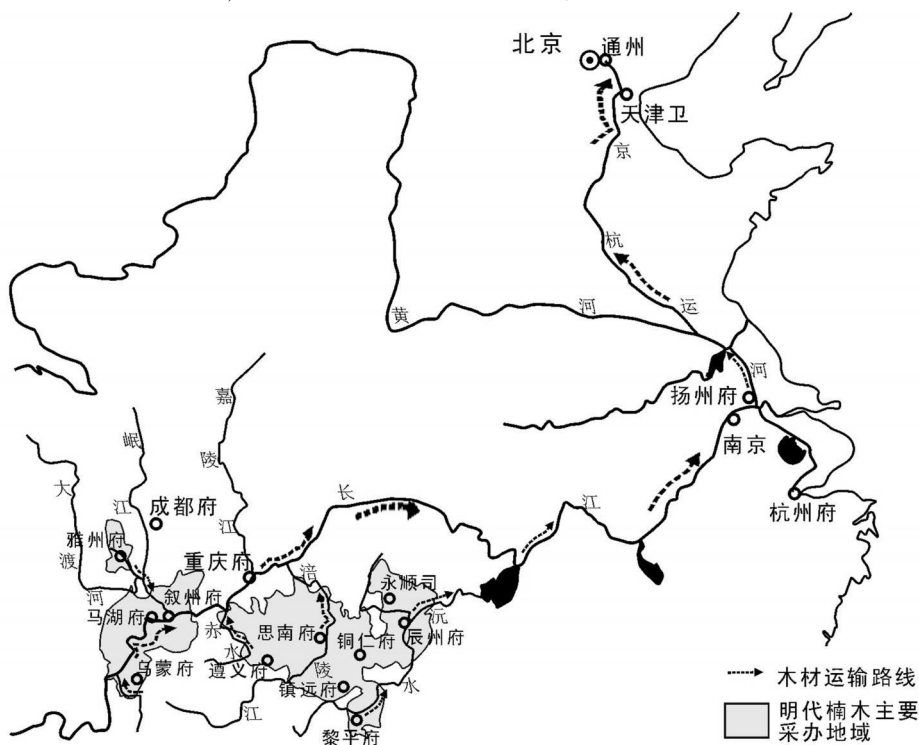 北京
通州
天津卫
京
杭
运
河
黄
河
扬州府
南京
杭州府
嘉
陵
江
岷
江
大
渡
河
成都府
雅州府
重庆府
长
江
叙州府
马湖府
乌蒙府
赤
水
遵义府
涪
陵
江
思南府
铜仁府
镇远府
永顺司
沅
水
辰州府
黎平府
木材运输路线
明代楠木主要
采办地域